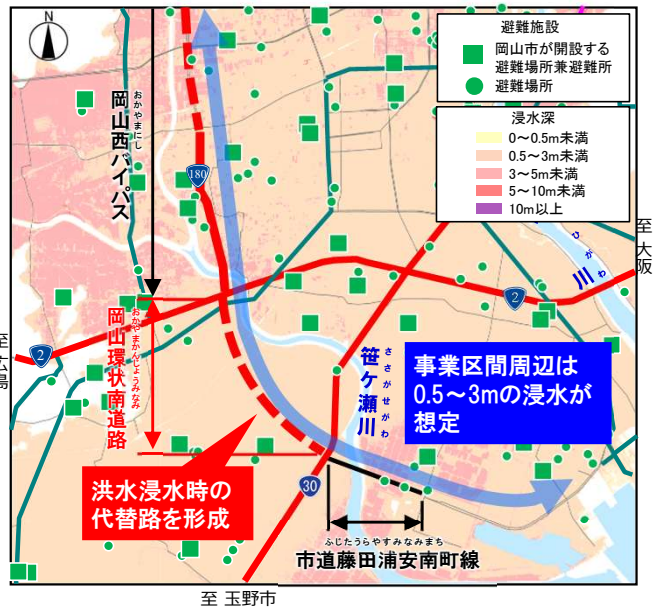 N
避難施設
岡山市が開設する
避難場所兼避難所
避難場所
浸水深
0～0.5m未満
0.5～3m未満
3～5m未満
5～10m未満
10m以上
おかやまにし
岡山西バイパス
180
至 大阪
ひがわ
川
2
2
至 広島
おかやまかんじょうみなみ
岡山環状南道路
ささがせがわ
笹ケ瀬川
事業区間周辺は
0.5～3mの浸水が
想定
洪水浸水時の
代替路を形成
30
ふじたうらやすみなみまち
市道藤田浦安南町線
至 玉野市